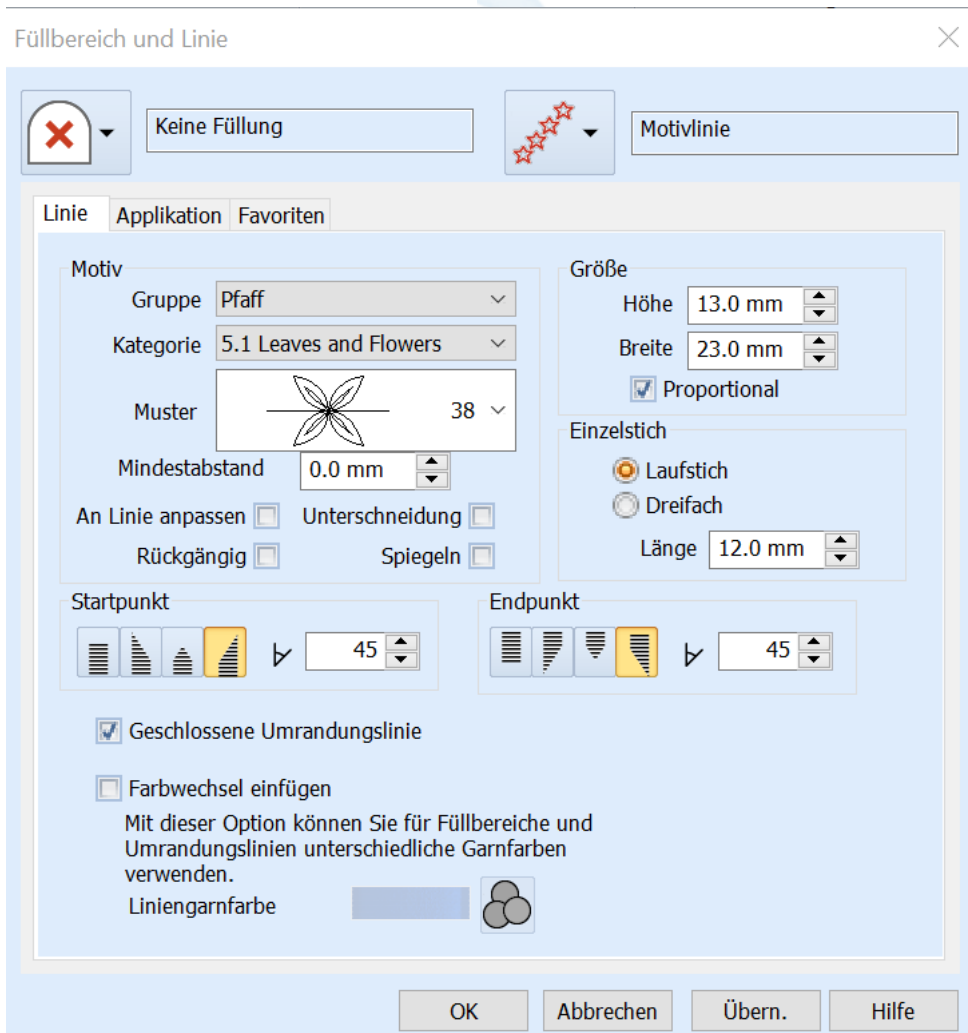 Füllbereich und Linie
Keine Füllung
Motivlinie
Linie Applikation Favoriten
Motiv
Gruppe Pfaff
Kategorie 5.1 Leaves and Flowers
Muster 38
Mindestabstand 0.0 mm
An Linie anpassen Unterschneidung
Rückgängig Spiegeln
Größe
Höhe 13.0 mm
Breite 23.0 mm
Proportional
Einzelstich
Laufstich
Dreifach
Länge 12.0 mm
Startpunkt
45
Endpunkt
45
Geschlossene Umrandungslinie
Farbwechsel einfügen
Mit dieser Option können Sie für Füllbereiche und
Umrandungslinien unterschiedliche Garnfarben
verwenden.
Liniengarnfarbe
OK Abbrechen Übern. Hilfe